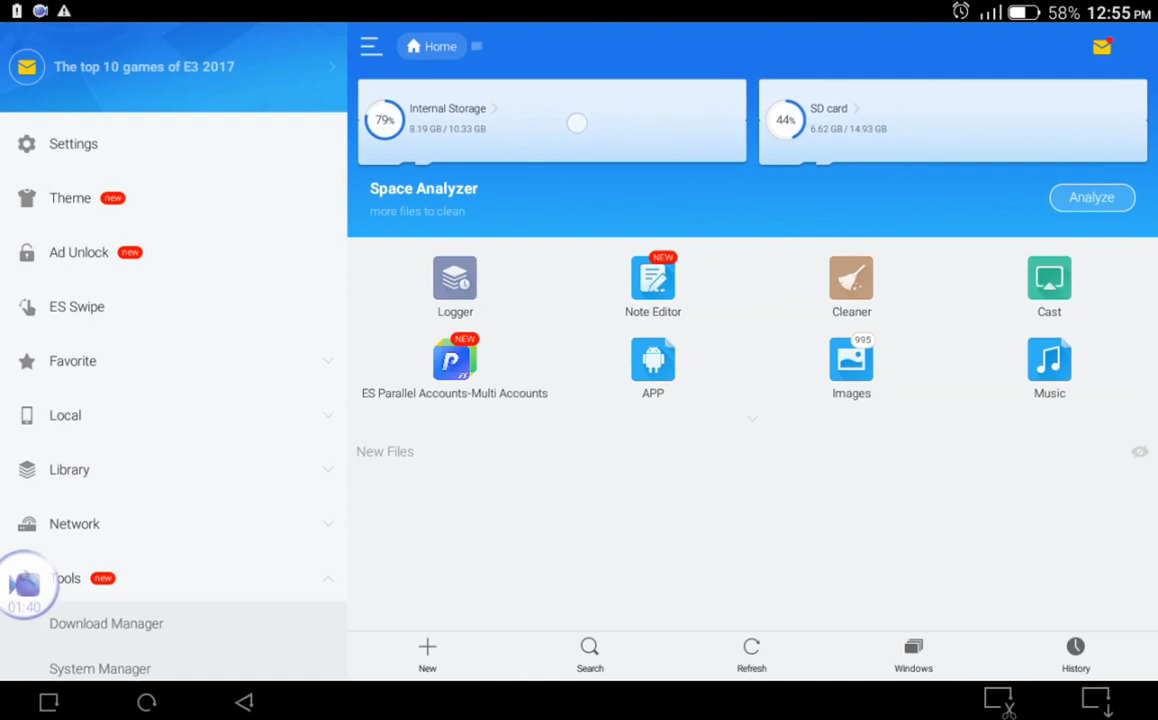 58% 12:55 PM
The top 10 games of E3 2017
Settings
Theme new
Ad Unlock new
ES Swipe
Favorite
Local
Library
Network
Tools new
01:40
Download Manager
System Manager
Home
79%
Internal Storage
8.19 GB / 10.33 GB
44%
SD card
6.62 GB / 14.93 GB
Space Analyzer
more files to clean
Analyze
Logger
NEW
Note Editor
Cleaner
Cast
NEW
P
ES
ES Parallel Accounts-Multi Accounts
APP
995
Images
Music
New Files
New
Search
Refresh
Windows
History